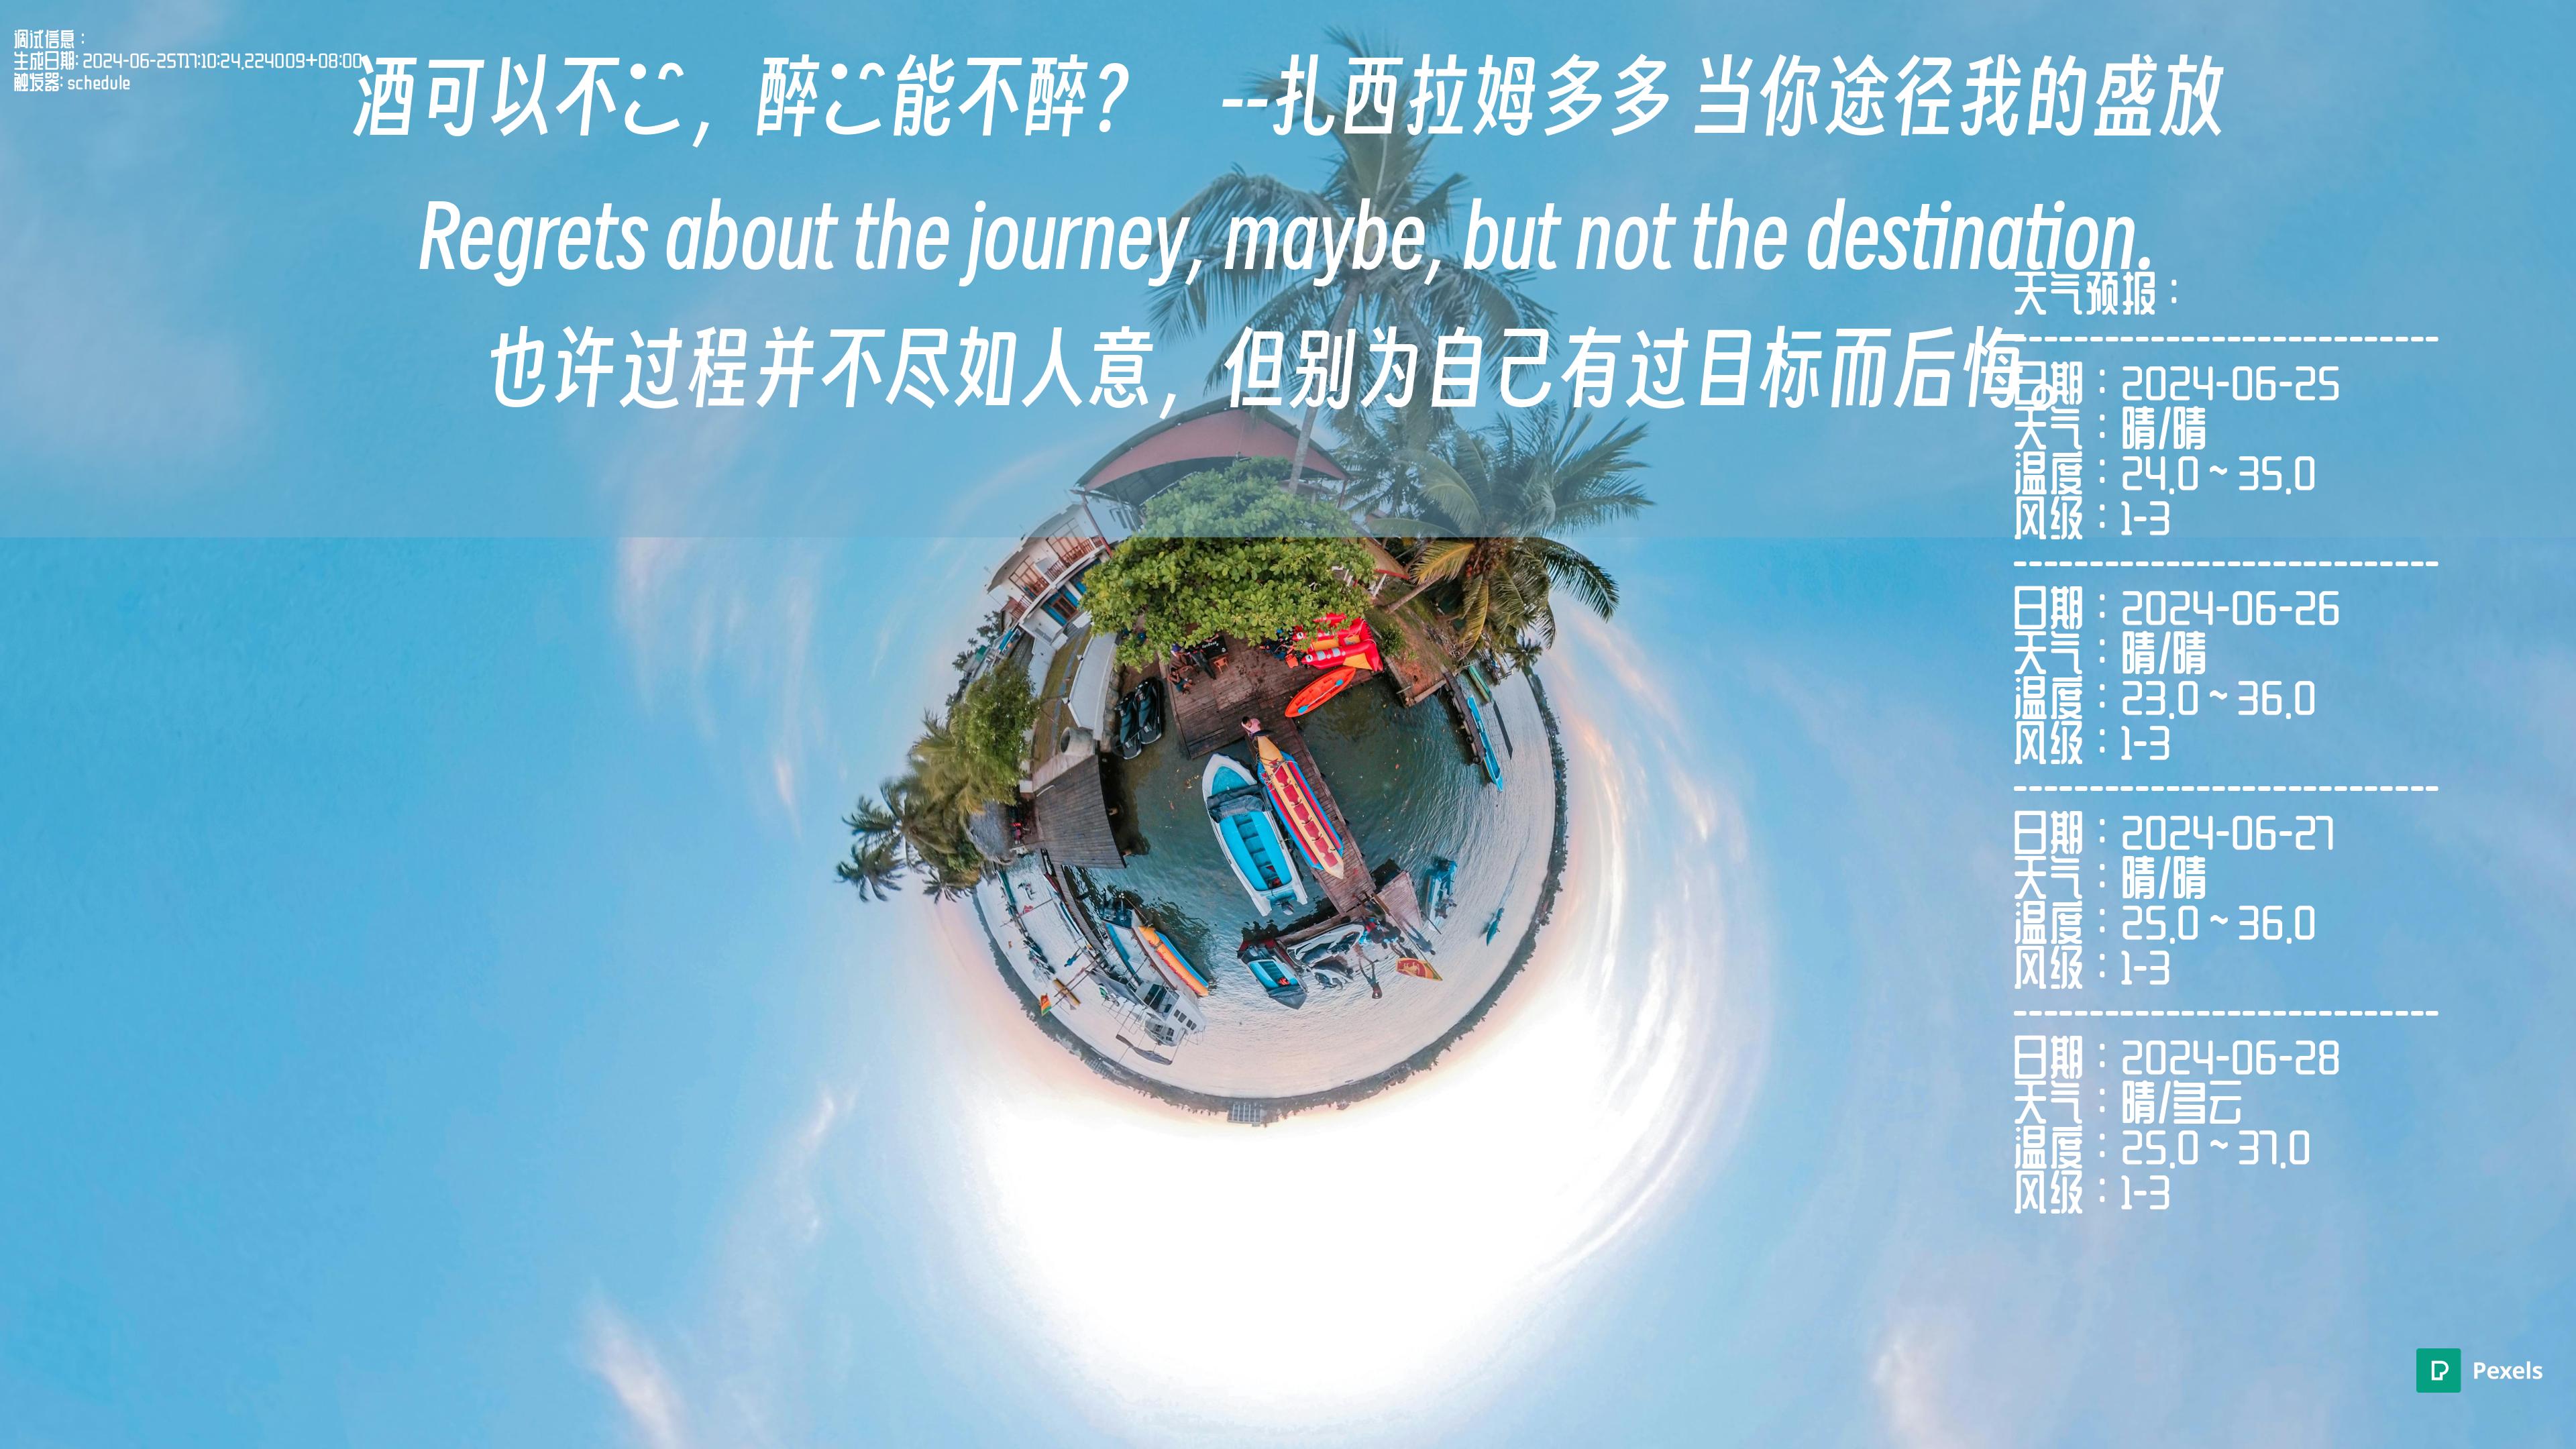 调试信息：
生成日期: 2024-06-25T17:10:24.224009+08:00
触发器: schedule
酒可以不心，醉心能不醉？ --扎西拉姆多多 当你途径我的盛放
Regrets about the journey, maybe, but not the destination.
也许过程并不尽如人意，但别为自己有过目标而后悔。
天气预报：
----------------------------
日期：2024-06-25
天气：晴/晴
温度：24.0 ~ 35.0
风级：1-3
----------------------------
日期：2024-06-26
天气：晴/晴
温度：23.0 ~ 36.0
风级：1-3
----------------------------
日期：2024-06-27
天气：晴/晴
温度：25.0 ~ 36.0
风级：1-3
----------------------------
日期：2024-06-28
天气：晴/多云
温度：25.0 ~ 37.0
风级：1-3
Pexels